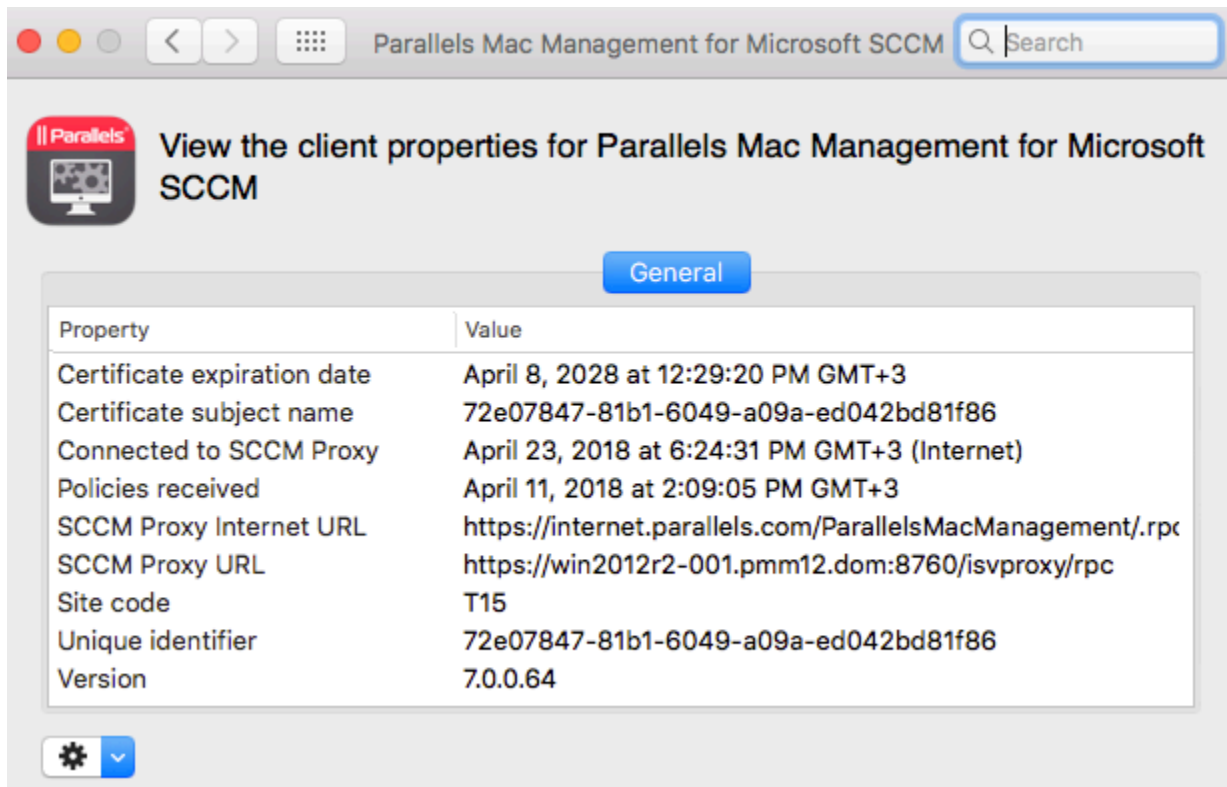 Parallels Mac Management for Microsoft SCCM Search
|| Parallels®
View the client properties for Parallels Mac Management for Microsoft
SCCM
General
Property Value
Certificate expiration date April 8, 2028 at 12:29:20 PM GMT+3
Certificate subject name 72e07847-81b1-6049-a09a-ed042bd81f86
Connected to SCCM Proxy April 23, 2018 at 6:24:31 PM GMT+3 (Internet)
Policies received April 11, 2018 at 2:09:05 PM GMT+3
SCCM Proxy Internet URL https://internet.parallels.com/ParallelsMacManagement/.rpc
SCCM Proxy URL https://win2012r2-001.pmm12.dom:8760/isvproxy/rpc
Site code T15
Unique identifier 72e07847-81b1-6049-a09a-ed042bd81f86
Version 7.0.0.64